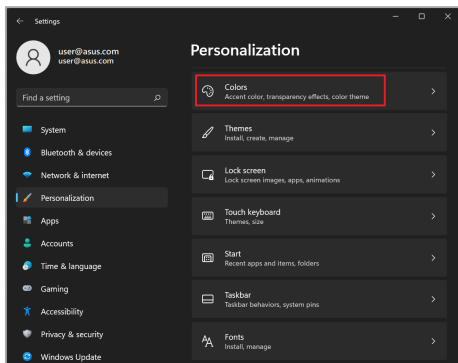 Settings
user@asus.com
user@asus.com
Find a setting
System
Bluetooth & devices
Network & internet
Personalization
Apps
Accounts
Time & language
Gaming
Accessibility
Privacy & security
Windows Update
Personalization
Colors
Accent color, transparency effects, color theme
Themes
Install, create, manage
Lock screen
Lock screen images, apps, animations
Touch keyboard
Themes, size
Start
Recent apps and items, folders
Taskbar
Taskbar behaviors, system pins
Fonts
Install, manage